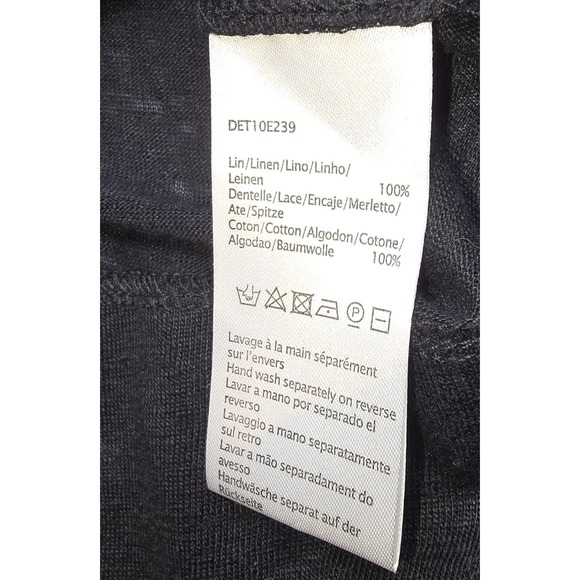 DET10E239
Lin/Linen/Lino/Linho/
Leinen 100%
Dentelle/Lace/Encaje/Merletto/
Ate/Spitze
Coton/Cotton/Algodon/Cotone/
Algodao/Baumwolle 100%
P
Lavage à la main séparément
sur l'envers
Hand wash separately on reverse
Lavar a mano por separado el
reverso
Lavaggio a mano separatamente
sul retro
Lavar a mão separadament do
avesso
Handwäsche separat auf der
Rückseite